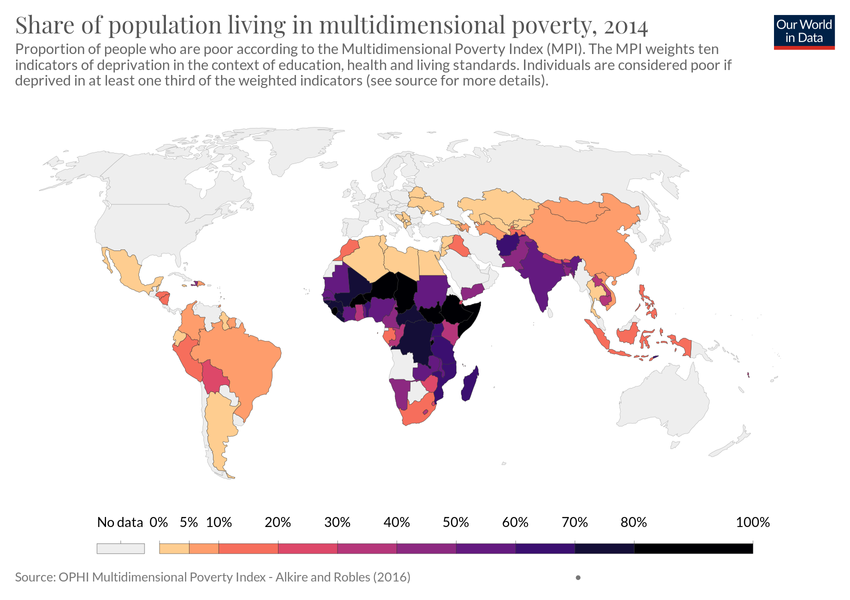 Share of population living in multidimensional poverty, 2014
Our World
in Data
Proportion of people who are poor according to the Multidimensional Poverty Index (MPI). The MPI weights ten
indicators of deprivation in the context of education, health and living standards. Individuals are considered poor if
deprived in at least one third of the weighted indicators (see source for more details).
No data 0% 5% 10% 20% 30% 40% 50% 60% 70% 80% 100%
Source: OPHI Multidimensional Poverty Index - Alkire and Robles (2016) •